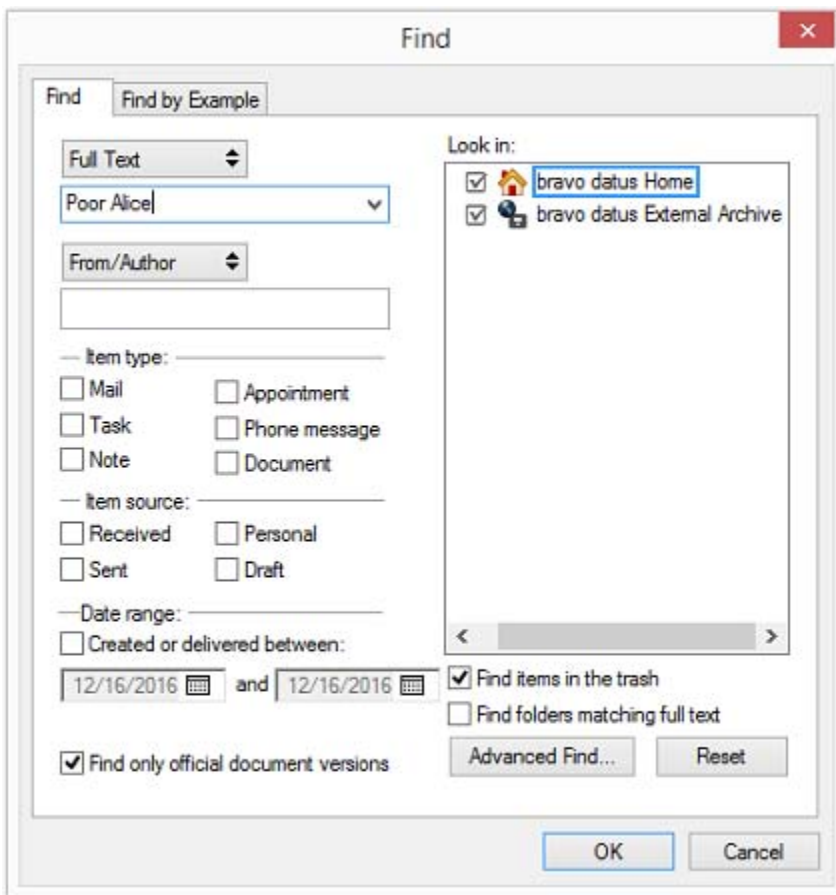 Find
Find
Find by Example
Full Text
Poor Alice
From/Author
Item type:
Mail
Appointment
Task
Phone message
Note
Document
Item source:
Received
Personal
Sent
Draft
Date range:
Created or delivered between:
12/16/2016 and 12/16/2016
Find only official document versions
Look in:
bravo datus Home
bravo datus External Archive
Find items in the trash
Find folders matching full text
Advanced Find...
Reset
OK
Cancel